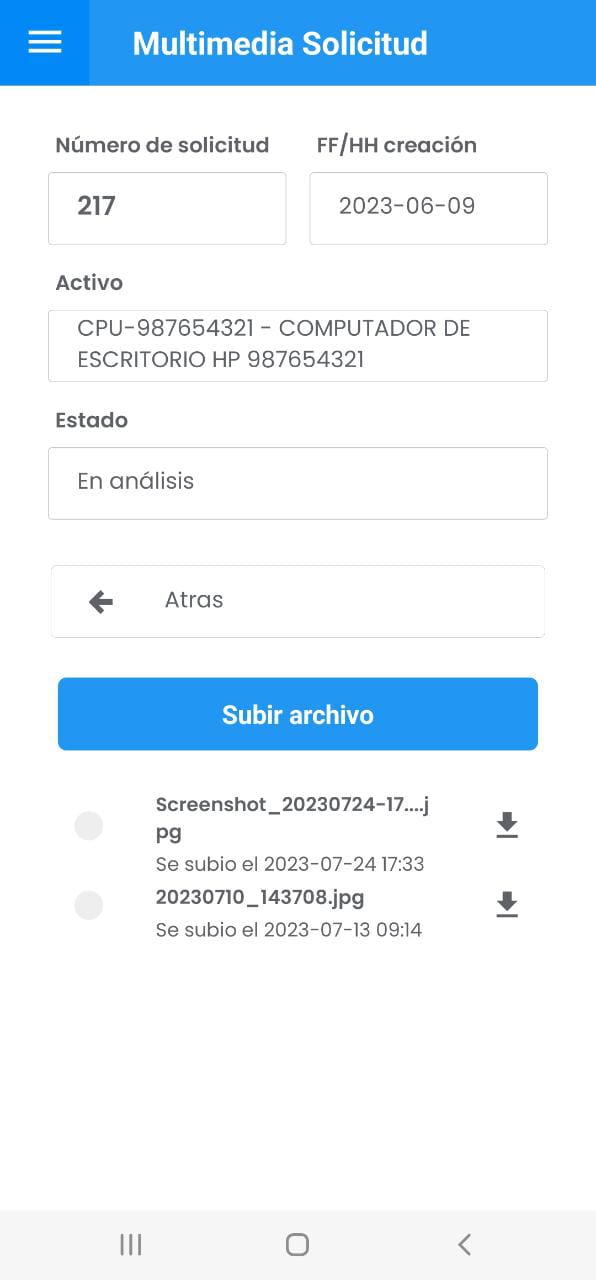 Multimedia Solicitud
Número de solicitud
FF/HH creación
217
2023-06-09
Activo
CPU-987654321 - COMPUTADOR DE
ESCRITORIO HP 987654321
Estado
En análisis
Atras
Subir archivo
Screenshot_20230724-17....j
pg
Se subio el 2023-07-24 17:33
20230710_143708.jpg
Se subio el 2023-07-13 09:14